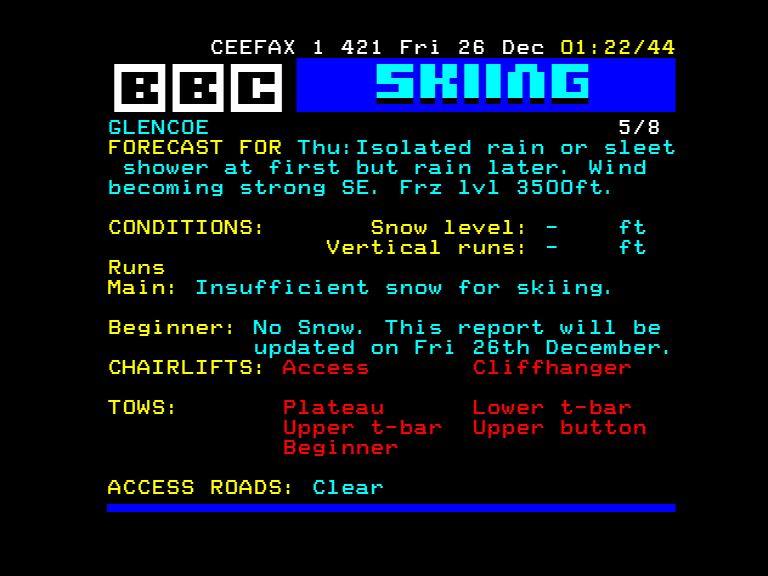 CEEFAX 1 421 Fri 26 Dec 01:22/44
BBC SKIING
GLENCOE 5/8
FORECAST FOR Thu:Isolated rain or sleet
shower at first but rain later. Wind
becoming strong SE. Frz lvl 3500ft.
CONDITIONS: Snow level: - ft
Vertical runs: - ft
Runs
Main: Insufficient snow for skiing.
Beginner: No Snow. This report will be
updated on Fri 26th December.
CHAIRLIFTS: Access Cliffhanger
TOWS: Plateau Lower t-bar
Upper t-bar Upper button
Beginner
ACCESS ROADS: Clear